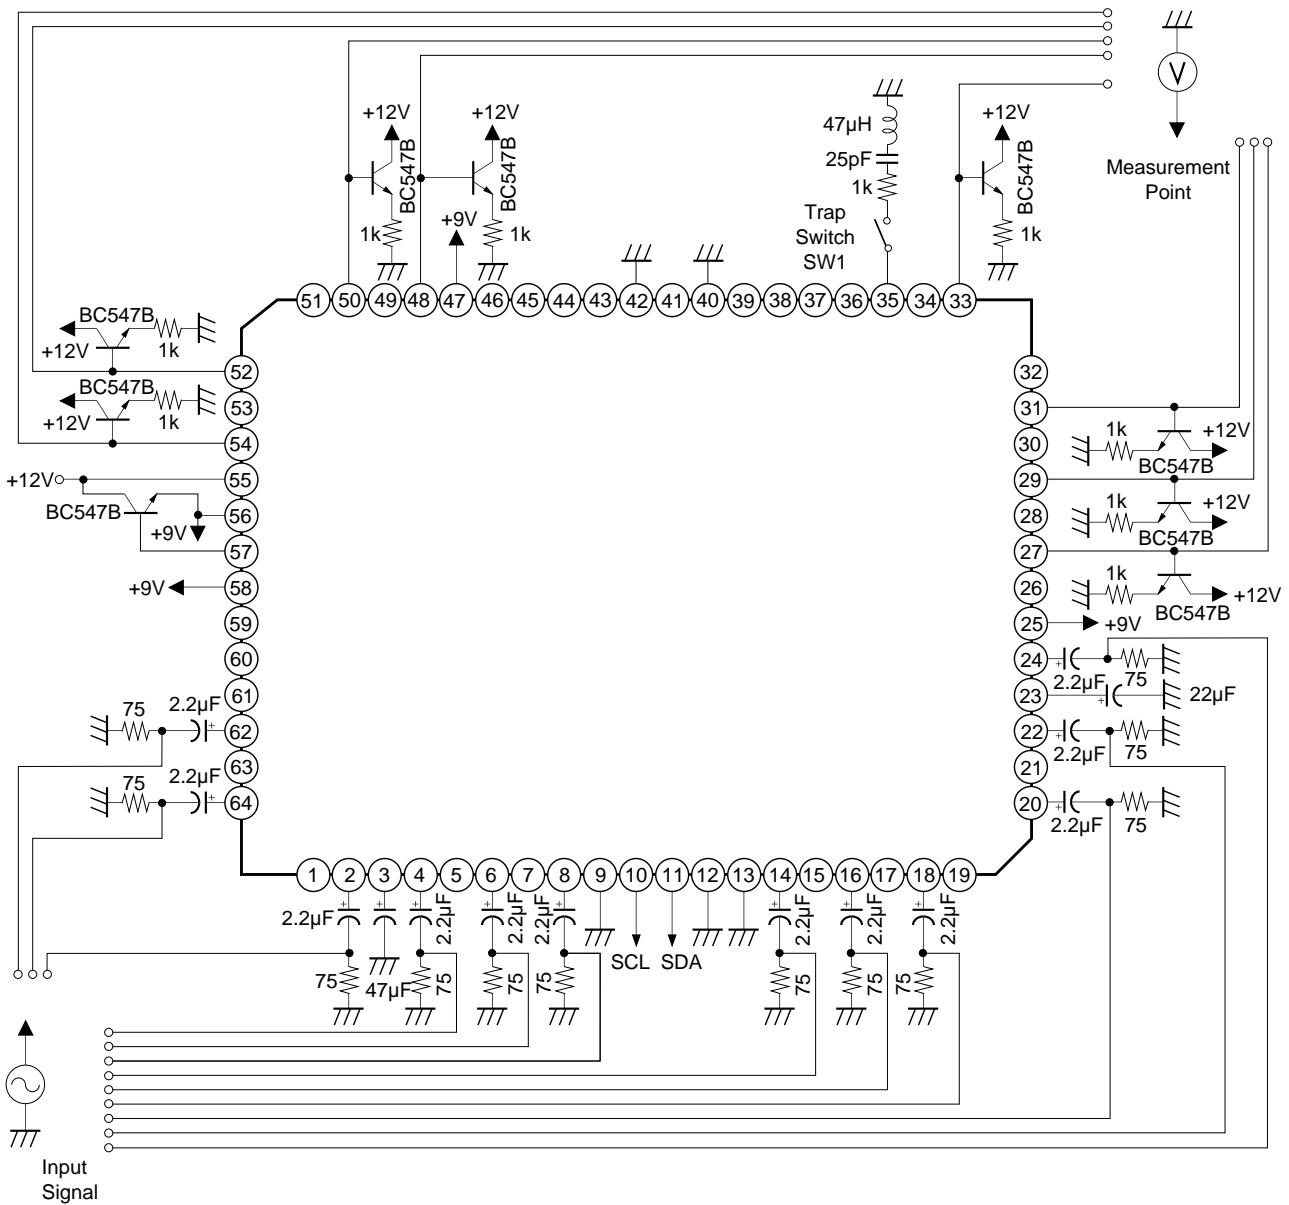 V
Measurement
Point
+12V
BC547B
1k
+12V
BC547B
1k
+9V
47µH
25pF
1k
Trap
Switch
SW1
+12V
BC547B
1k
51 50 49 48 47 46 45 44 43 42 41 40 39 38 37 36 35 34 33
BC547B
+12V
1k
BC547B
+12V
1k
+12V
BC547B
+9V
+9V
75
2.2µF
+
75
2.2µF
+
52
53
54
55
56
57
58
59
60
61
62
63
64
32
31
30
29
28
27
26
25
24
23
22
21
20
1k
+12V
BC547B
1k
+12V
BC547B
1k
+12V
BC547B
+9V
+
2.2µF
75
+
22µF
+
2.2µF
75
+
2.2µF
75
1 2 3 4 5 6 7 8 9 10 11 12 13 14 15 16 17 18 19
+
2.2µF
75
+
47µF
+
2.2µF
75
+
2.2µF
75
+
2.2µF
75
SCL
SDA
+
2.2µF
75
+
2.2µF
75
+
2.2µF
75
Input
Signal